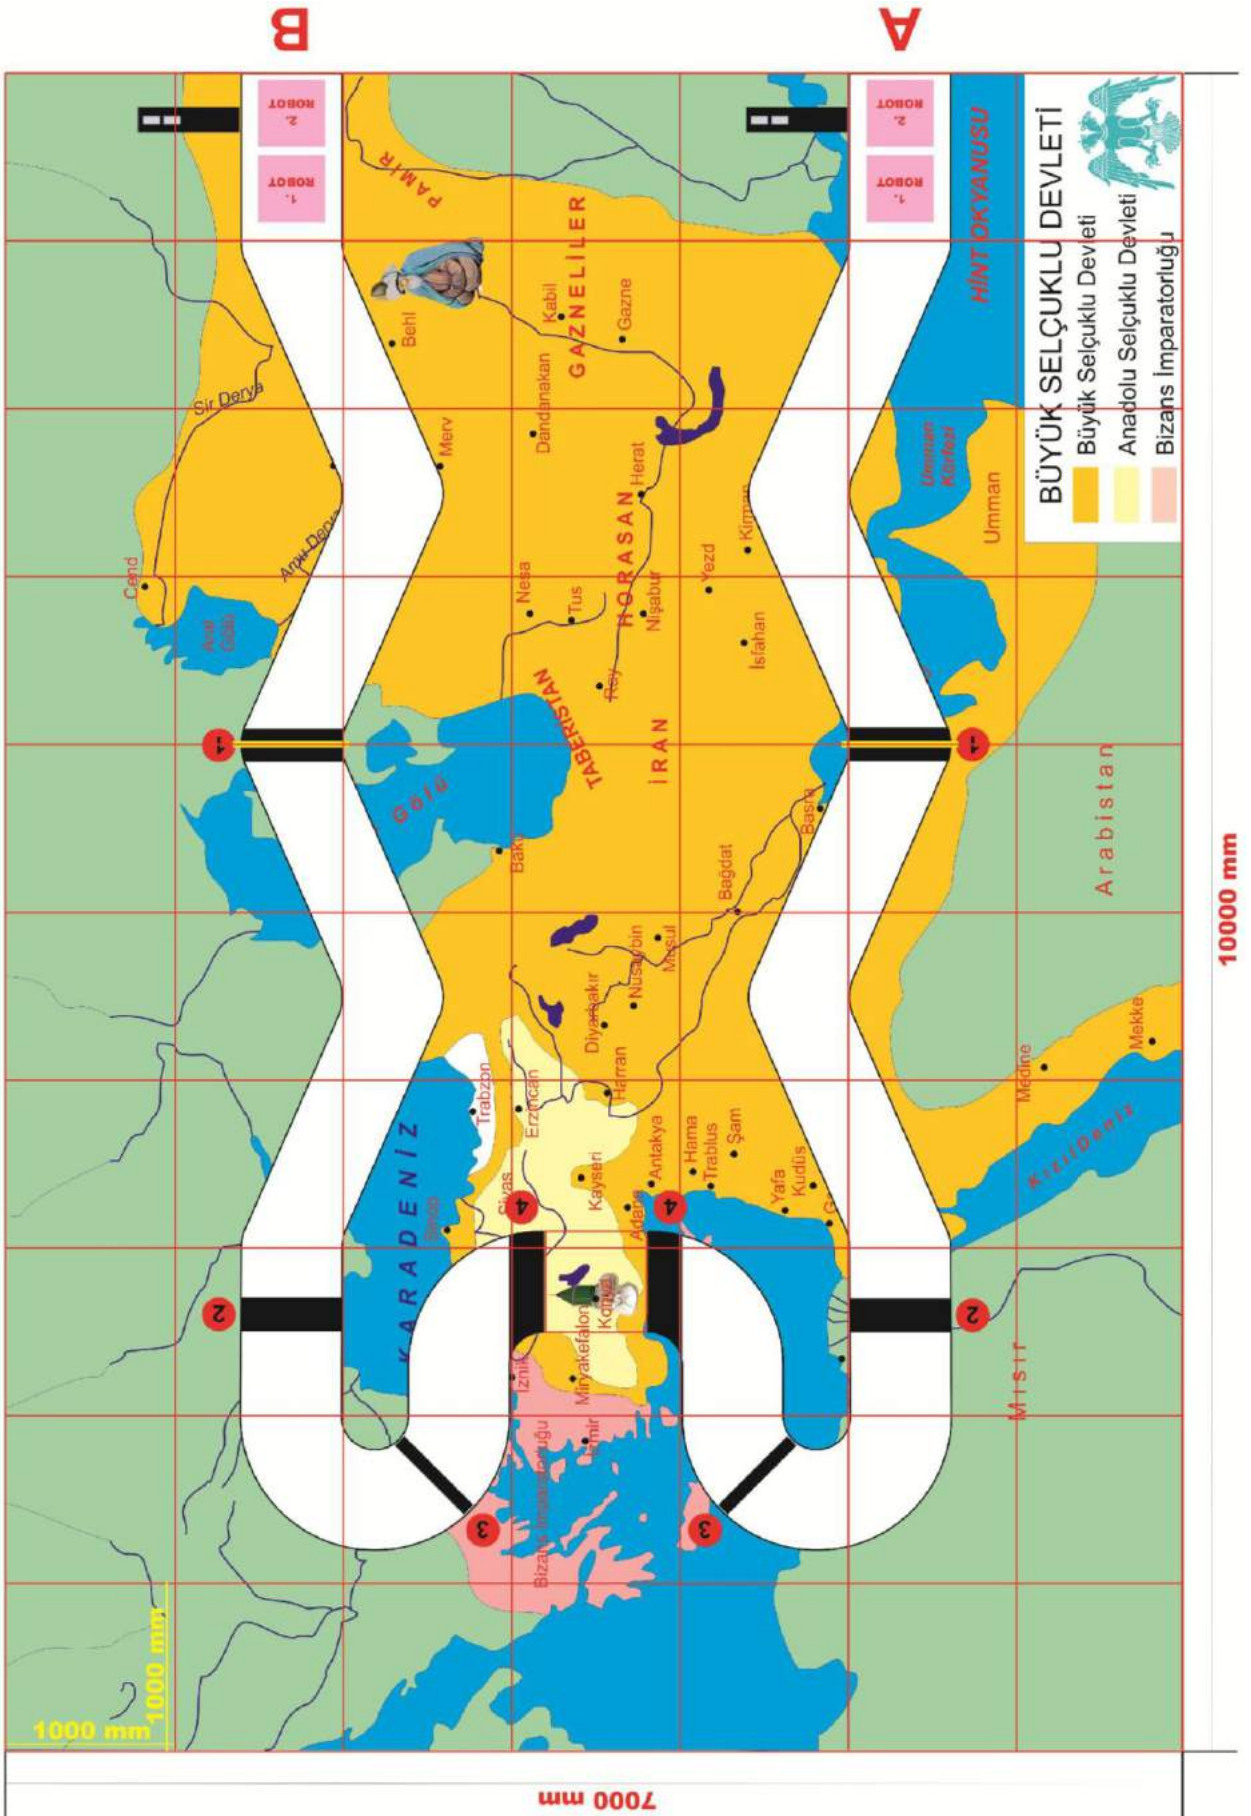 B
A
2.
ROBOT
1.
ROBOT
2.
ROBOT
1.
ROBOT
BÜYÜK SELÇUKLU DEVLETİ
Büyük Selçuklu Devleti
Anadolu Selçuklu Devleti
Bizans İmparatorluğu
HİNT OKYANUSU
Umman
Körfezi
Umman
PAMİR
GAZNELİLER
Kabil
Gazne
Behl
Dandanakan
Merv
Sir Derya
Amu Derya
Cend
Aral
Gölü
HORASAN
Herat
Kirman
Yezd
Nesa
Tus
Nişabur
İsfahan
Ray
TABERİSTAN
İRAN
Gölü
Bakü
Basra
Bağdat
Musul
Nusaybin
Diyarbakır
Harran
Arabistan
Mekke
Medine
Kızıl Deniz
Trabzon
Erzincan
KARADENİZ
Sivas
Sinop
Kayseri
Adana
Antakya
Hama
Trablus
Şam
Yafa
Kudüs
Konya
Miryakefalon
İznik
İzmir
Bizans İmparatorluğu
Mısır
1
1
2
2
3
3
4
4
1000 mm
1000 mm
10000 mm
7000 mm